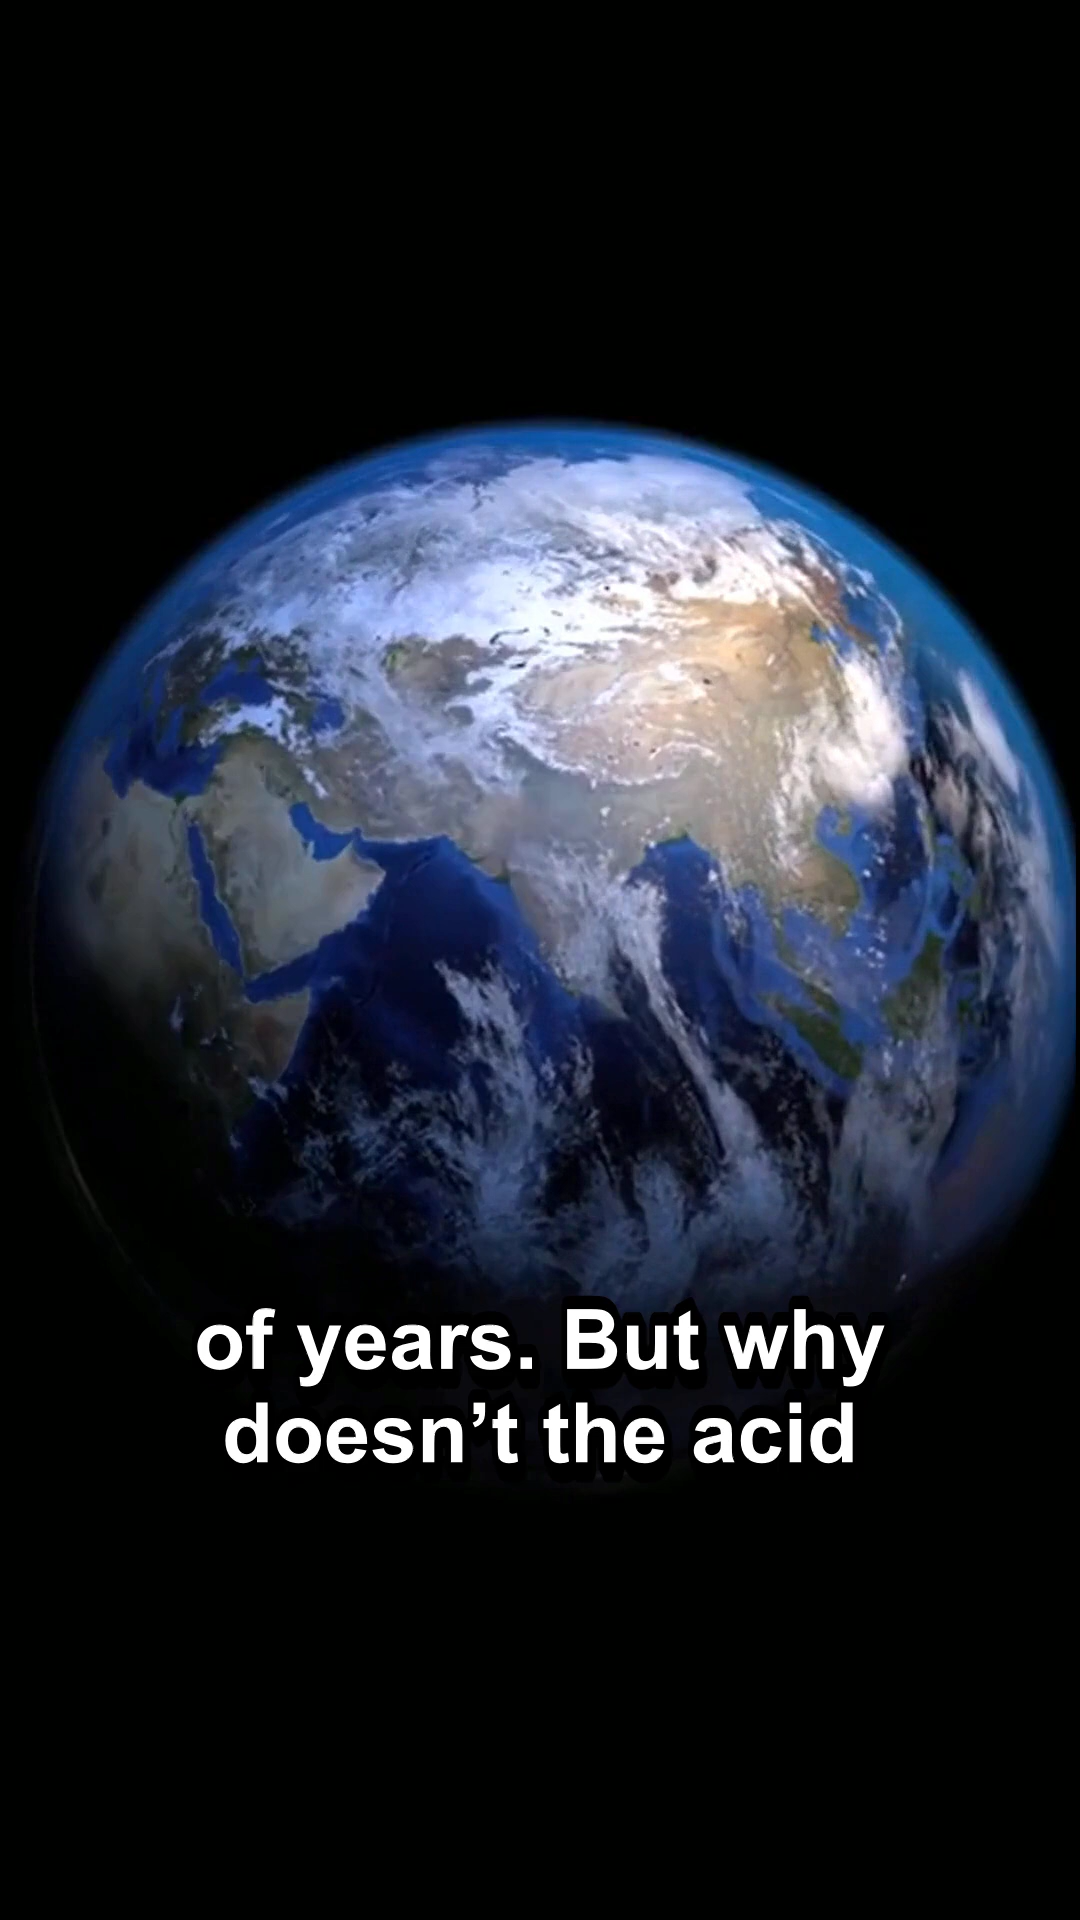 of years. But why
doesn’t the acid